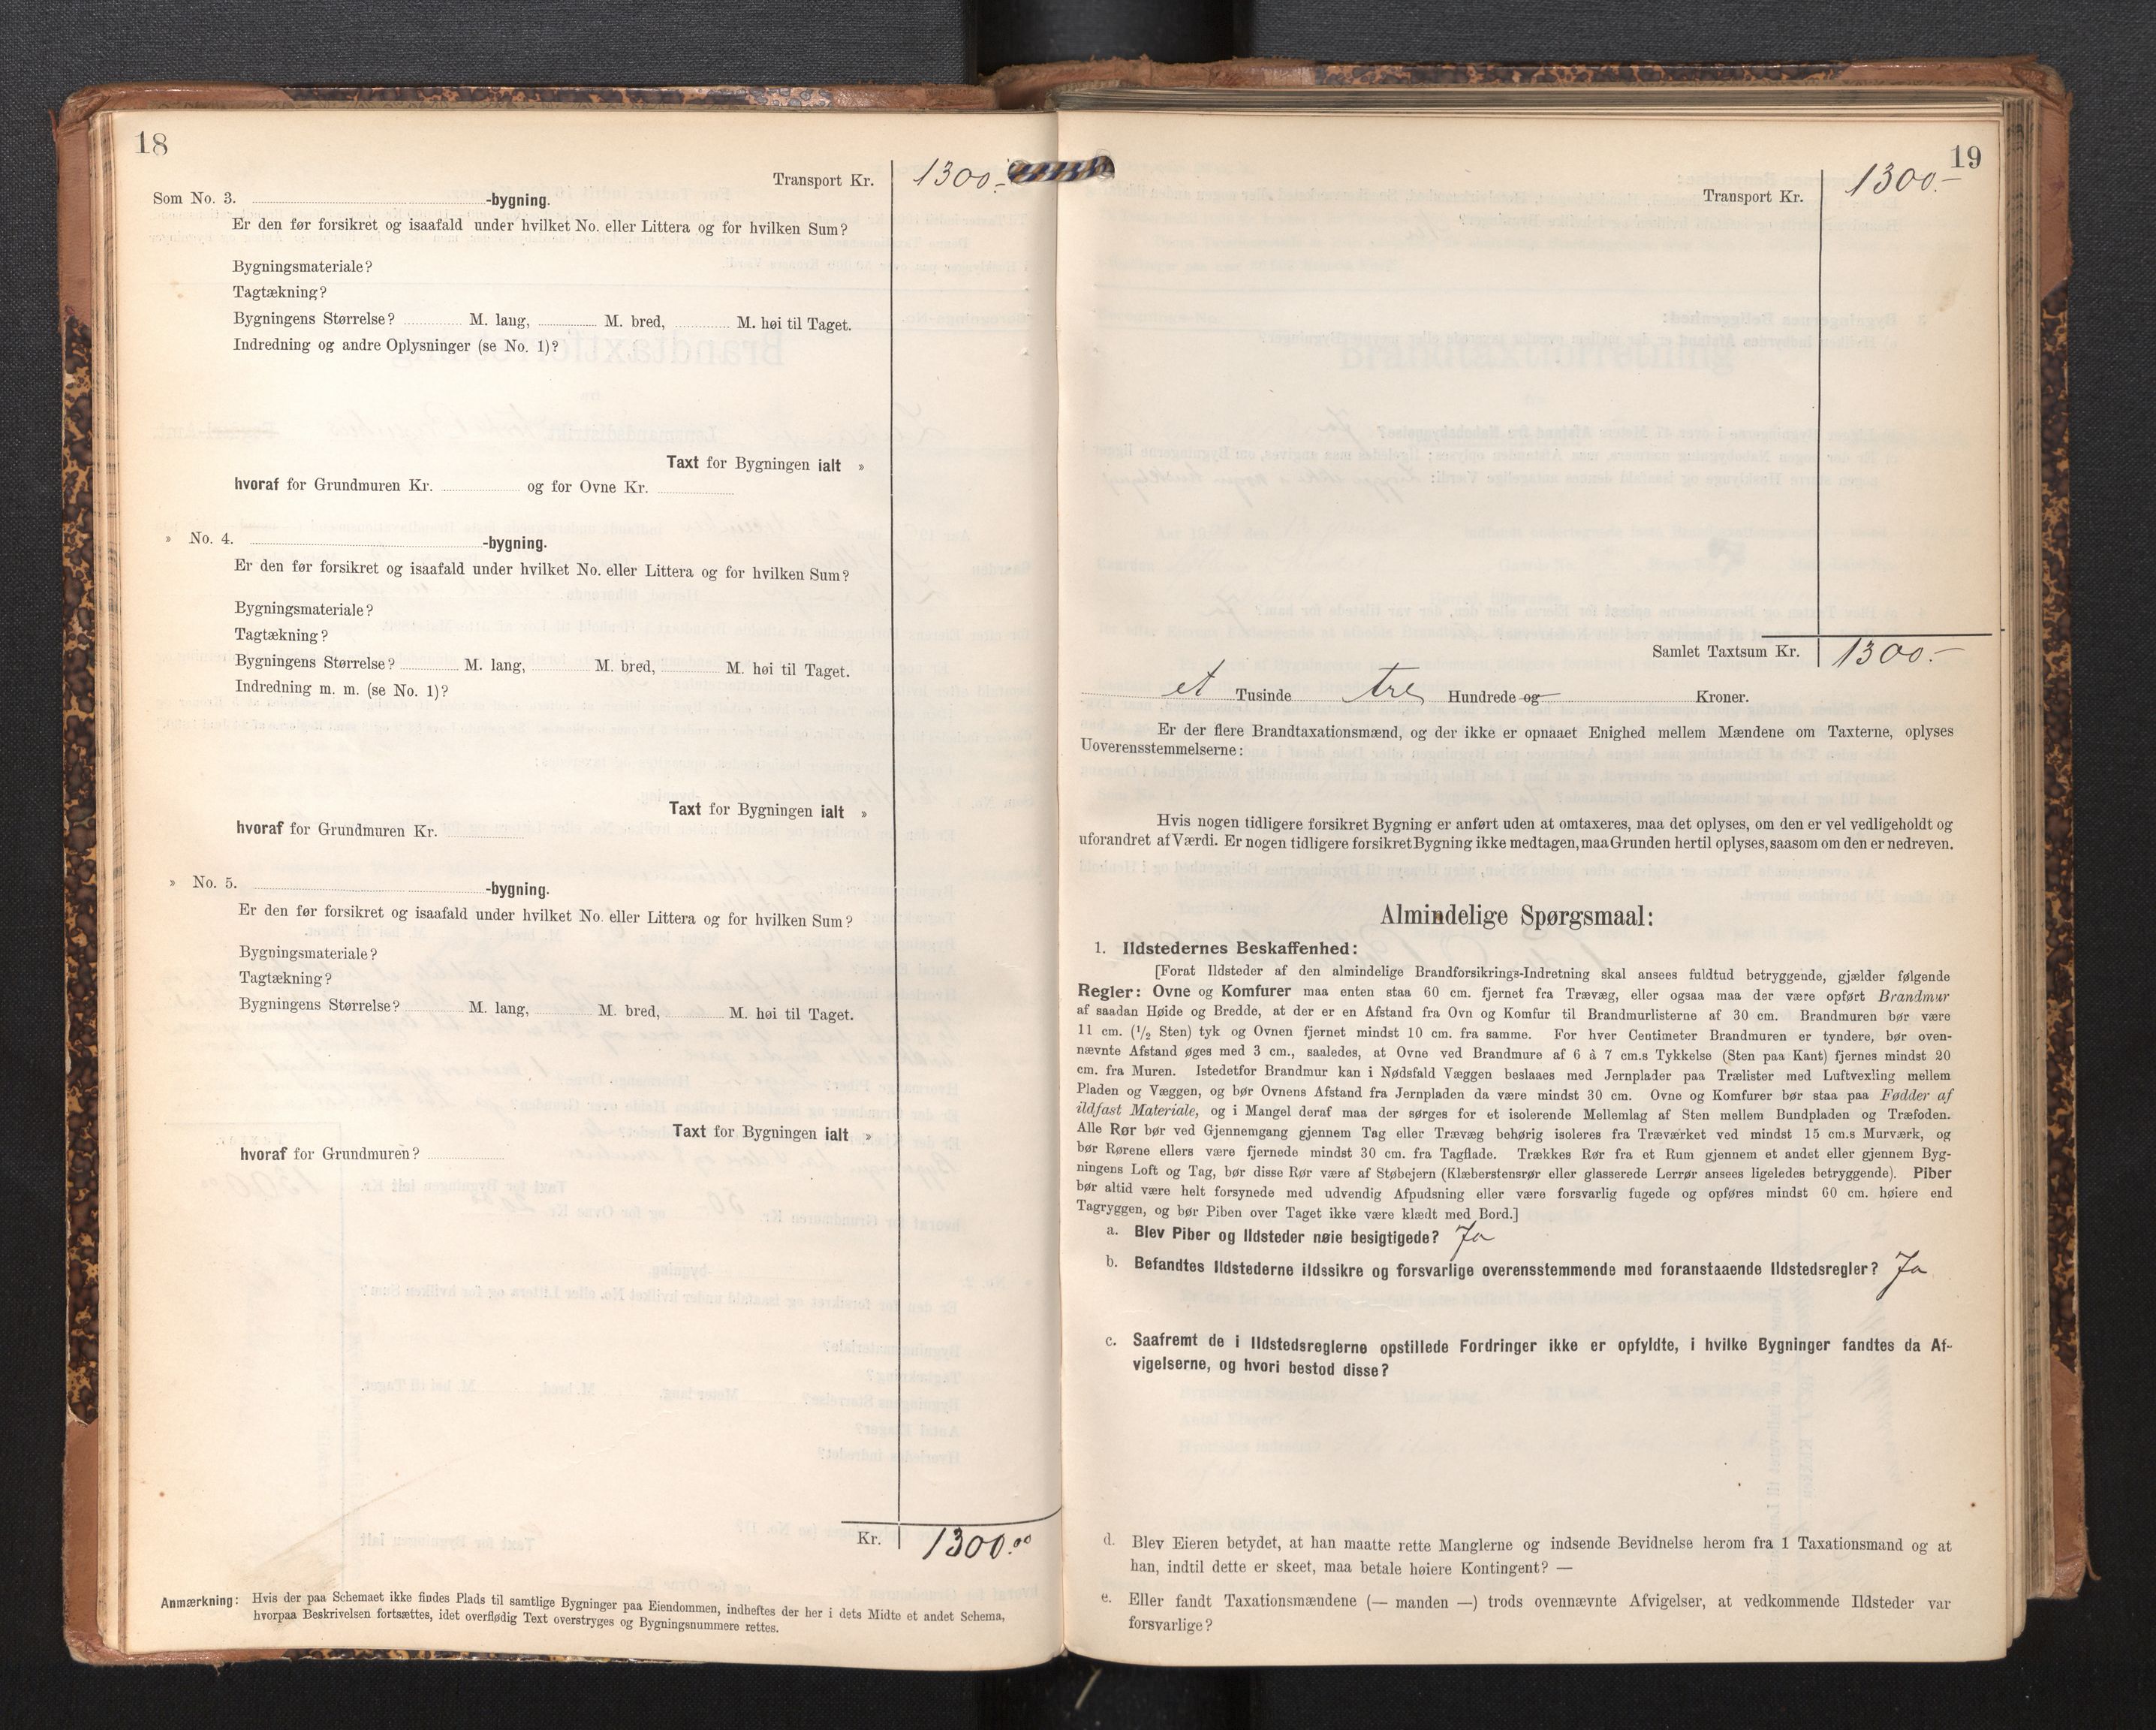 18
Transport Kr. 1300.-
Som No. 3. -bygning.
Er den før forsikret og isaafald under hvilket No. eller Littera og for hvilken Sum?
Bygningsmateriale?
Tagtækning?
Bygningens Størrelse? M. lang, M. bred, M. høi til Taget.
Indredning og andre Oplysninger (se No. 1)?
Taxt for Bygningen ialt »
hvoraf for Grundmuren Kr. og for Ovne Kr.
» No. 4. -bygning.
Er den før forsikret og isaafald under hvilket No. eller Littera og for hvilken Sum?
Bygningsmateriale?
Tagtækning?
Bygningens Størrelse? M. lang, M. bred, M. høi til Taget.
Indredning m. m. (se No. 1)?
Taxt for Bygningen ialt »
hvoraf for Grundmuren Kr.
» No. 5. -bygning.
Er den før forsikret og isaafald under hvilket No. eller Littera og for hvilken Sum?
Bygningsmateriale?
Tagtækning?
Bygningens Størrelse? M. lang, M. bred, M. høi til Taget.
Taxt for Bygningen ialt »
hvoraf for Grundmuren?
Kr. 1300.00
Anmærkning: Hvis der paa Schemaet ikke findes Plads til samtlige Bygninger paa Eiendommen, indheftes der her i dets Midte et andet Schema,
hvorpaa Beskrivelsen fortsættes, idet overflødig Text overstryges og Bygningsnummere rettes.
19
Transport Kr. 1300.-
Samlet Taxtsum Kr. 1300.-
et Tusinde tre Hundrede og Kroner.
Er der flere Brandtaxationsmænd, og der ikke er opnaaet Enighed mellem Mændene om Taxterne, oplyses
Uoverensstemmelserne:
Hvis nogen tidligere forsikret Bygning er anført uden at omtaxeres, maa det oplyses, om den er vel vedligeholdt og
uforandret af Værdi. Er nogen tidligere forsikret Bygning ikke medtagen, maa Grunden hertil oplyses, saasom om den er nedreven.
Almindelige Spørgsmaal:
1. Ildstedernes Beskaffenhed:
[Forat Ildsteder af den almindelige Brandforsikrings-Indretning skal ansees fuldtud betryggende, gjælder følgende
Regler: Ovne og Komfurer maa enten staa 60 cm. fjernet fra Trævæg, eller ogsaa maa der være opført Brandmur
af saadan Høide og Bredde, at der er en Afstand fra Ovn og Komfur til Brandmurlisterne af 30 cm. Brandmuren bør være
11 cm. (1/2 Sten) tyk og Ovnen fjernet mindst 10 cm. fra samme. For hver Centimeter Brandmuren er tyndere, bør oven-
nævnte Afstand øges med 3 cm., saaledes, at Ovne ved Brandmure af 6 à 7 cm.s Tykkelse (Sten paa Kant) fjernes mindst 20
cm. fra Muren. Istedetfor Brandmur kan i Nødsfald Væggen beslaaes med Jernplader paa Trælister med Luftvexling mellem
Pladen og Væggen, og bør Ovnens Afstand fra Jernpladen da være mindst 30 cm. Ovne og Komfurer bør staa paa Fødder af
ildfast Materiale, og i Mangel deraf maa der sørges for et isolerende Mellemlag af Sten mellem Bundpladen og Træfoden.
Alle Rør bør ved Gjennemgang gjennem Tag eller Trævæg behørig isoleres fra Træværket ved mindst 15 cm.s Murværk, og
bør Rørene ellers være fjernede mindst 30 cm. fra Tagflade. Trækkes Rør fra et Rum gjennem et andet eller gjennem Byg-
ningens Loft og Tag, bør disse Rør være af Støbejern (Klæberstensrør eller glasserede Lerrør ansees ligeledes betryggende). Piber
bør altid være helt forsynede med udvendig Afpudsning eller være forsvarlig fugede og opføres mindst 60 cm. høiere end
Tagryggen, og bør Piben over Taget ikke være klædt med Bord.]
a. Blev Piber og Ildsteder nøie besigtigede? Ja
b. Befandtes Ildstederne ildssikre og forsvarlige overensstemmende med foranstaaende Ildstedsregler? Ja
c. Saafremt de i Ildstedsreglerne opstillede Fordringer ikke er opfyldte, i hvilke Bygninger fandtes da Af-
vigelserne, og hvori bestod disse?
d. Blev Eieren betydet, at han maatte rette Manglerne og indsende Bevidnelse herom fra 1 Taxationsmand og at
han, indtil dette er skeet, maa betale høiere Kontingent? —
e. Eller fandt Taxationsmændene (— manden —) trods ovennævnte Afvigelser, at vedkommende Ildsteder var
forsvarlige?